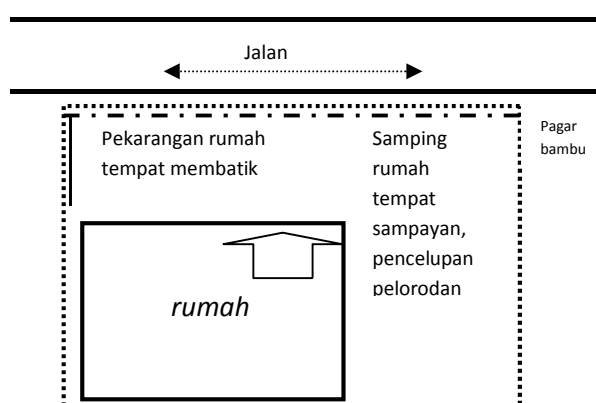 Jalan
Pekarangan rumah
tempat membatik
Samping
rumah
tempat
sampayan,
pencelupan
pelorodan
Pagar
bambu
rumah